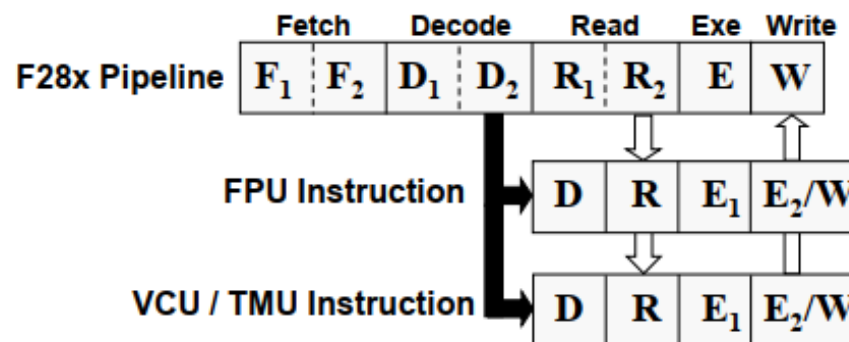 Fetch Decode Read Exe Write
F28x Pipeline F₁ F₂ D₁ D₂ R₁ R₂ E W
FPU Instruction D R E₁ E₂/W
VCU / TMU Instruction D R E₁ E₂/W